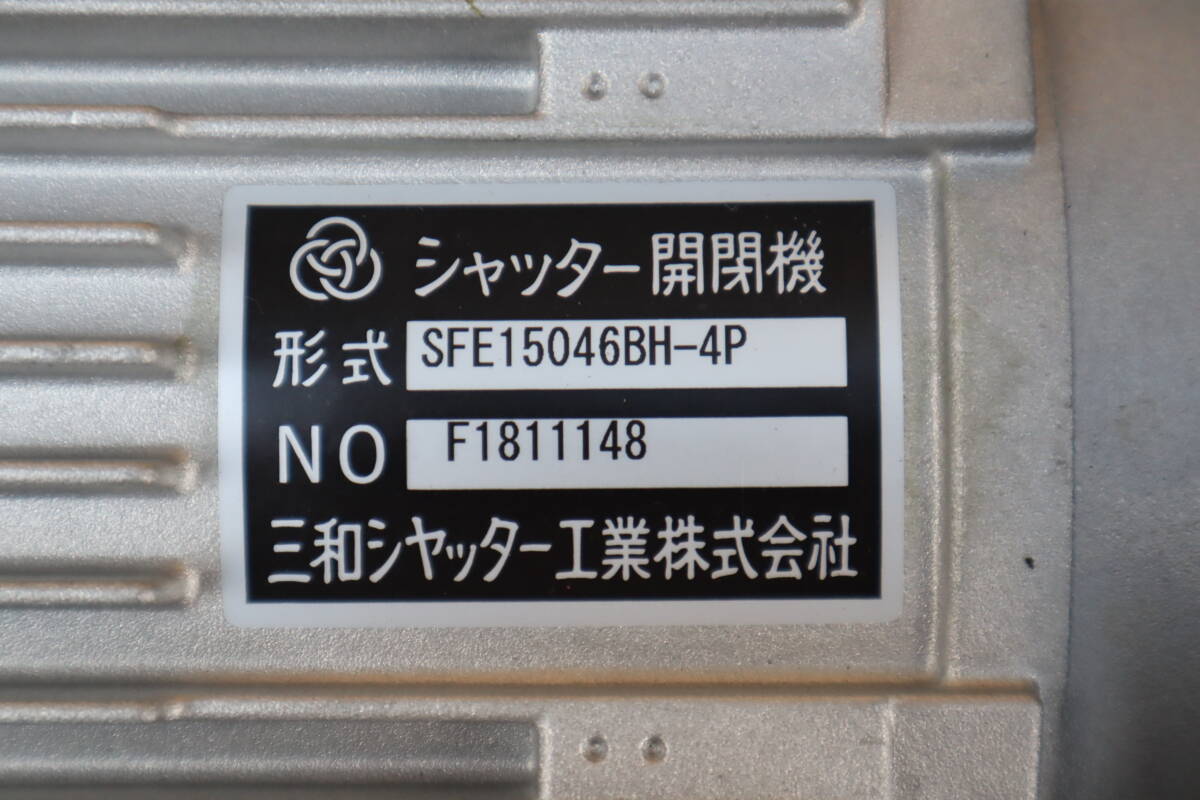 シャッター開閉機
形式 SFE15046BH-4P
NO F1811148
三和シヤッター工業株式会社